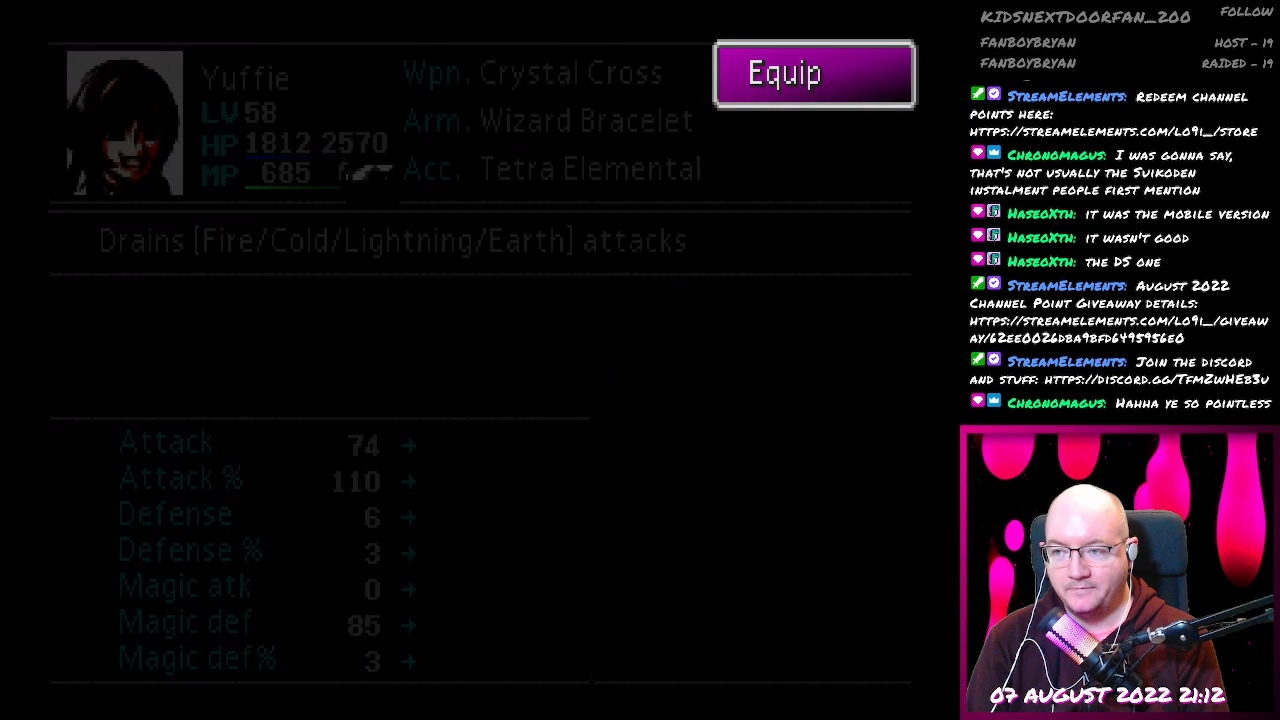 Yuffie
LV 58
HP 1812 2570
MP 685
Wpn. Crystal Cross
Arm. Wizard Bracelet
Acc. Tetra Elemental
Equip
Drains [Fire/Cold/Lightning/Earth] attacks
Attack 74 →
Attack % 110 →
Defense 6 →
Defense % 3 →
Magic atk 0 →
Magic def 85 →
Magic def% 3 →
KIDSNEXTDOORFAN_200 FOLLOW
FANBOYBRYAN HOST - 19
FANBOYBRYAN RAIDED - 19
StreamElements: Redeem channel
points here:
https://streamelements.com/lo9i_/store
Chronomagus: I was gonna say,
that's not usually the Suikoden
instalment people first mention
HaseoXth: it was the mobile version
HaseoXth: it wasn't good
HaseoXth: the DS one
StreamElements: August 2022
Channel Point Giveaway details:
https://streamelements.com/lo9i_/giveaw
ay/62ee0026dba9bfd6495956e0
StreamElements: Join the discord
and stuff: https://discord.gg/TfmZwHE83u
Chronomagus: Hahha ye so pointless
07 AUGUST 2022 21:12